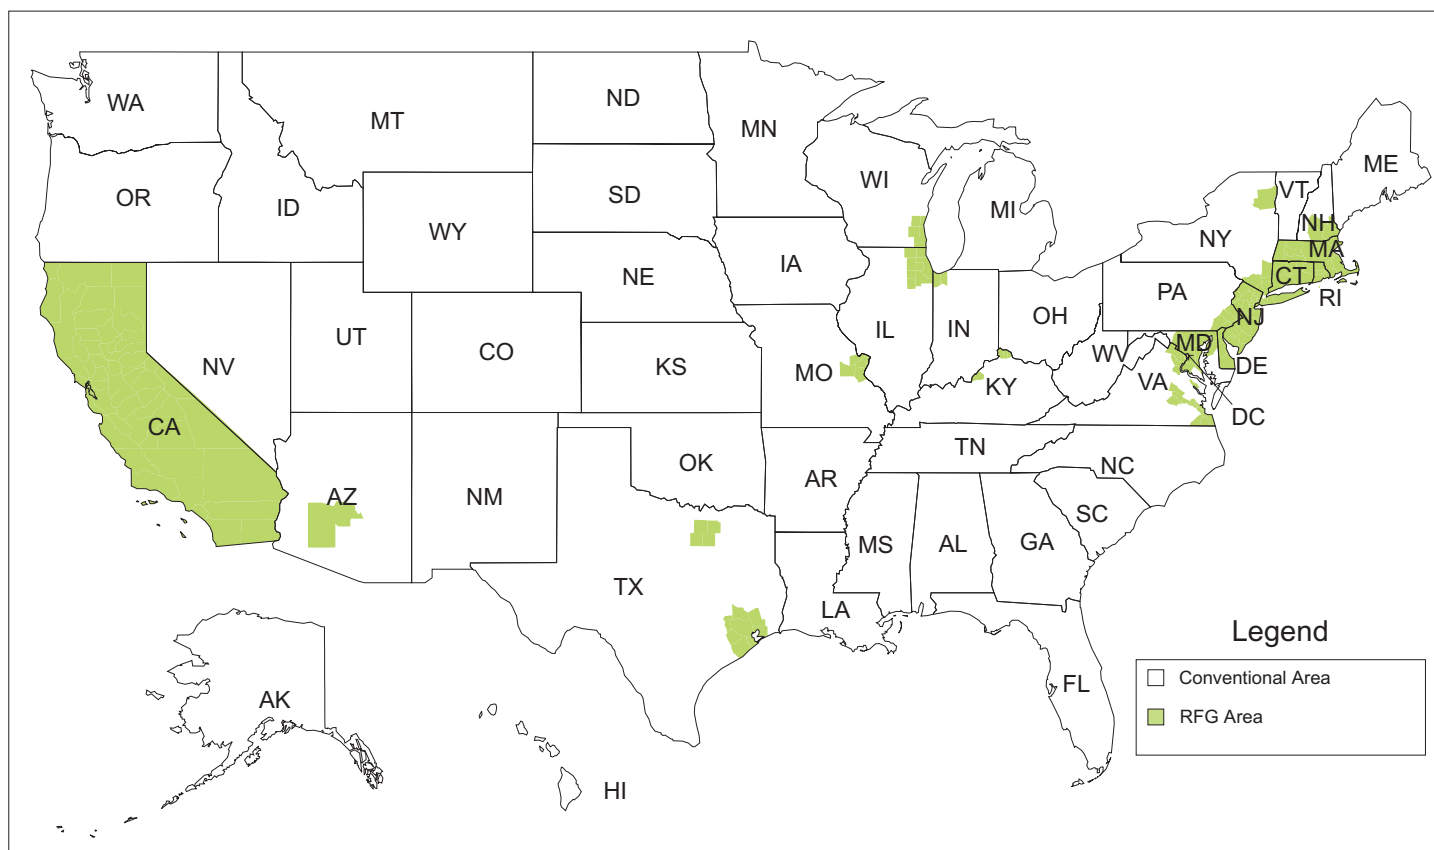 WA
MT
ND
MN
WI
MI
VT
ME
OR
ID
SD
NH
NY
MA
WY
IA
CT
NE
PA
RI
NV
UT
CO
KS
MO
IL
IN
OH
NJ
MD
WV
DE
KY
VA
DC
CA
AZ
NM
OK
AR
TN
NC
SC
MS
AL
GA
TX
LA
FL
AK
HI
Legend
Conventional Area
RFG Area